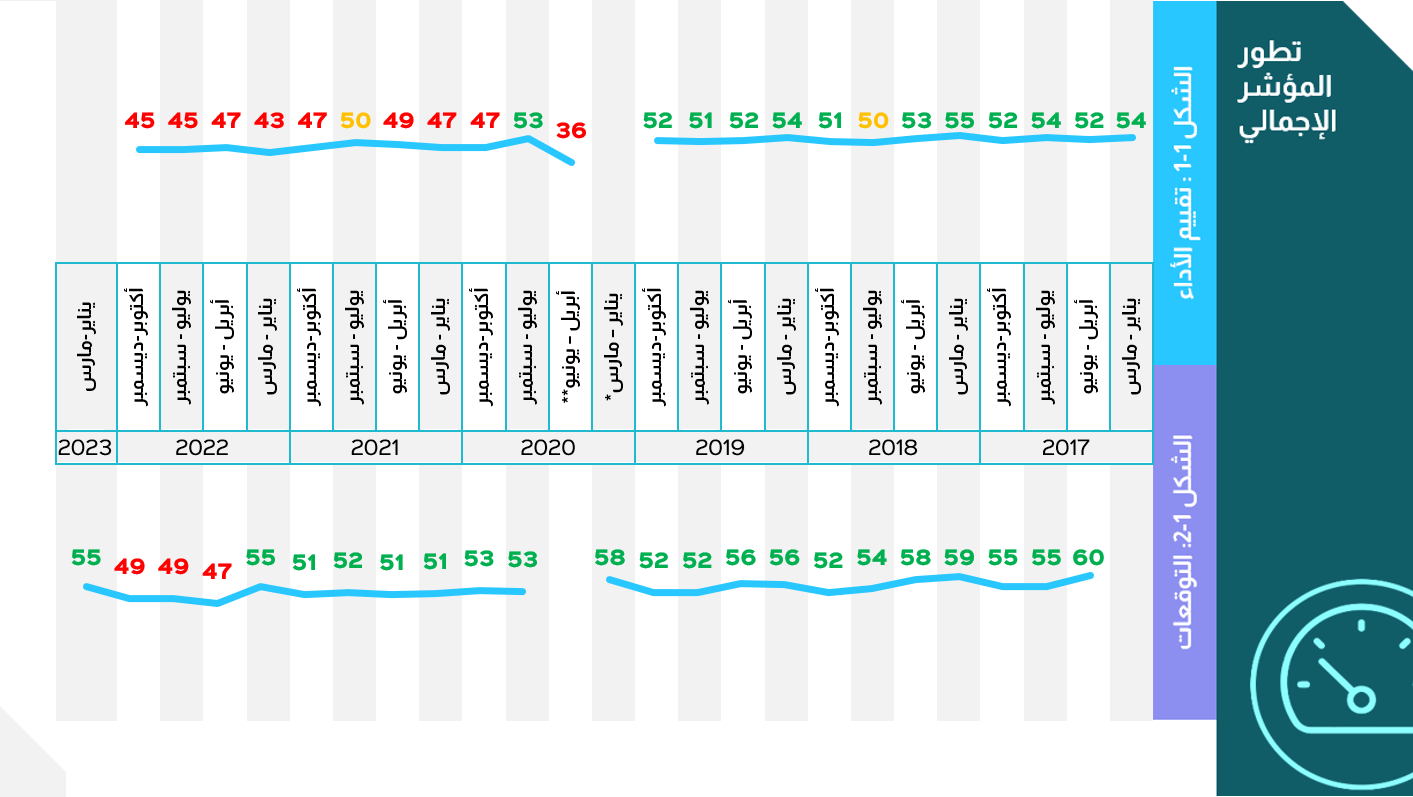 تطور
المؤشر
الإجمالي
الشكل 1-1 : تقييم الأداء
54 52 54 52 55 53 50 51 54 52 51 52 36 53 47 47 49 50 47 43 47 45 45
يناير - مارس
أبريل - يونيو
يوليو - سبتمبر
أكتوبر-ديسمبر
يناير - مارس
أبريل - يونيو
يوليو - سبتمبر
أكتوبر-ديسمبر
يناير - مارس
أبريل - يونيو
يوليو - سبتمبر
أكتوبر-ديسمبر
يناير – مارس*
أبريل – يونيو**
يوليو - سبتمبر
أكتوبر-ديسمبر
يناير - مارس
أبريل - يونيو
يوليو - سبتمبر
أكتوبر-ديسمبر
يناير - مارس
أبريل - يونيو
يوليو - سبتمبر
أكتوبر-ديسمبر
يناير-مارس
2017 2018 2019 2020 2021 2022 2023
الشكل 1-2: التوقعات
60 55 55 59 58 54 52 56 56 52 52 58 53 53 51 51 52 51 55 47 49 49 55